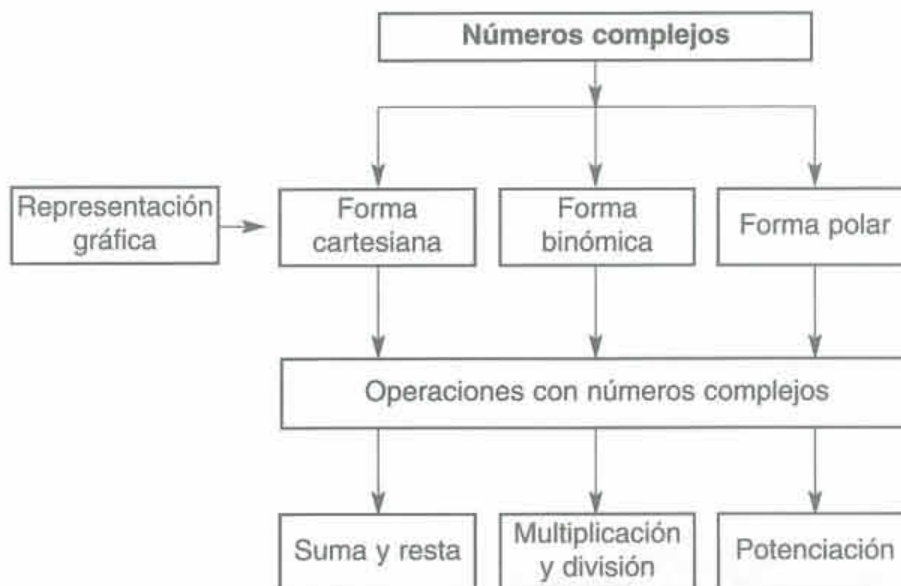 Números complejos
Representación
gráfica
Forma
cartesiana
Forma
binómica
Forma polar
Operaciones con números complejos
Suma y resta
Multiplicación
y división
Potenciación